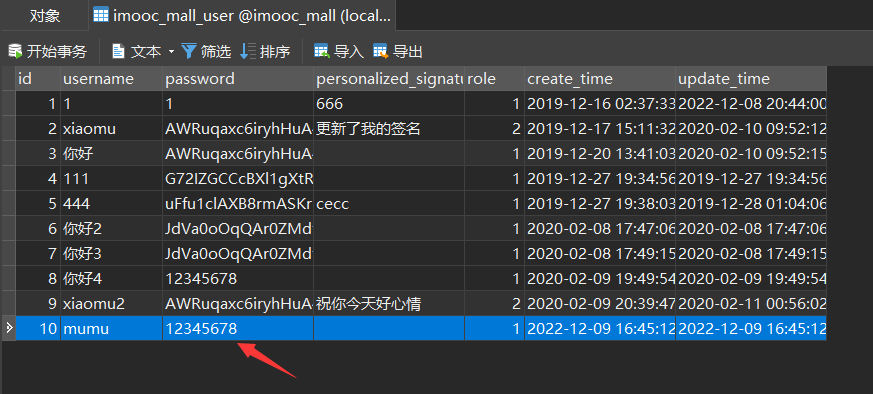 对象 imooc_mall_user @imooc_mall (local...
开始事务 文本 筛选 排序 导入 导出
id username password personalized_signatu role create_time update_time
1 1 1 666 1 2019-12-16 02:37:33 2022-12-08 20:44:00
2 xiaomu AWRuqaxc6iryhHuA 更新了我的签名 2 2019-12-17 15:11:32 2020-02-10 09:52:12
3 你好 AWRuqaxc6iryhHuA 1 2019-12-20 13:41:03 2020-02-10 09:52:15
4 111 G72IZGCCcBXl1gXtR 1 2019-12-27 19:34:56 2019-12-27 19:34:56
5 444 uFfu1clAXB8rmASKr cecc 1 2019-12-27 19:38:03 2019-12-28 01:04:06
6 你好2 JdVa0oOqQAr0ZMd 1 2020-02-08 17:47:06 2020-02-08 17:47:06
7 你好3 JdVa0oOqQAr0ZMd 1 2020-02-08 17:49:15 2020-02-08 17:49:15
8 你好4 12345678 1 2020-02-09 19:49:54 2020-02-09 19:49:54
9 xiaomu2 AWRuqaxc6iryhHuA 祝你今天好心情 2 2020-02-09 20:39:47 2020-02-11 00:56:02
10 mumu 12345678 1 2022-12-09 16:45:12 2022-12-09 16:45:12